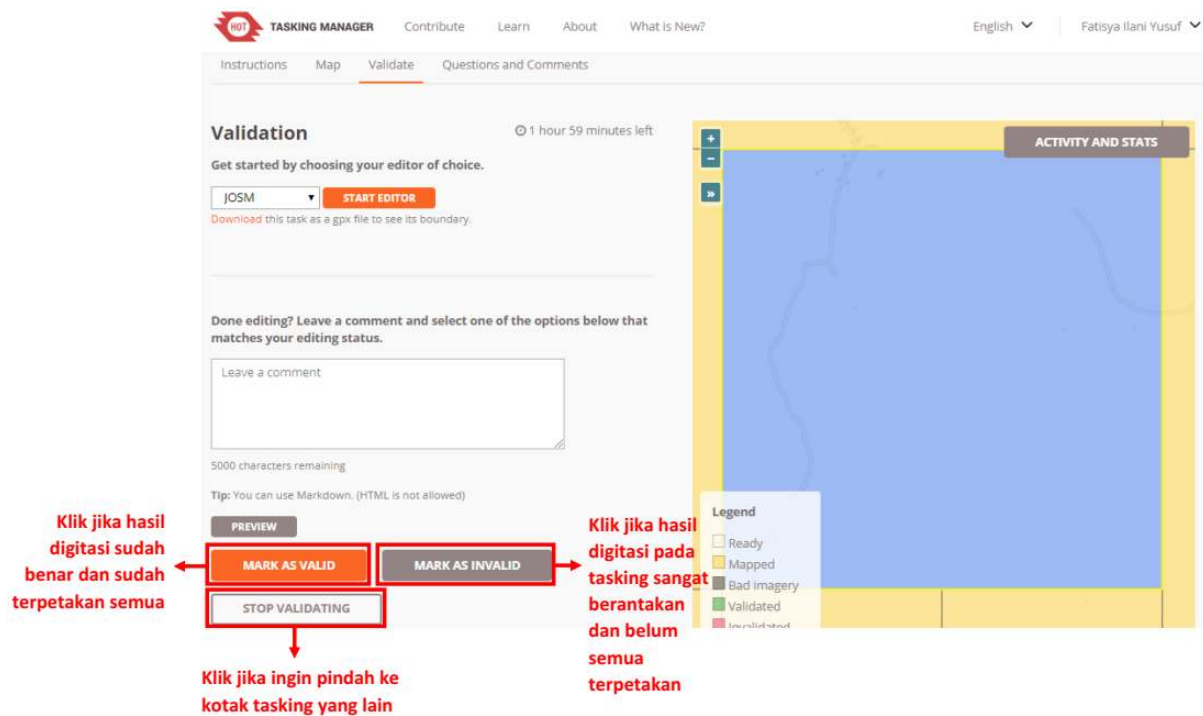 HOT TASKING MANAGER Contribute Learn About What is New? English Fatisya Ilani Yusuf
Instructions Map Validate Questions and Comments
Validation
1 hour 59 minutes left
ACTIVITY AND STATS
+
−
»
Get started by choosing your editor of choice.
JOSM START EDITOR
Download this task as a gpx file to see its boundary.
Done editing? Leave a comment and select one of the options below that
matches your editing status.
Leave a comment
5000 characters remaining
Tip: You can use Markdown. (HTML is not allowed)
PREVIEW
MARK AS VALID
MARK AS INVALID
STOP VALIDATING
Klik jika hasil
digitasi sudah
benar dan sudah
terpetakan semua
Klik jika hasil
digitasi pada
tasking sangat
berantakan
dan belum
semua
terpetakan
Klik jika ingin pindah ke
kotak tasking yang lain
Legend
Ready
Mapped
Bad imagery
Validated
Invalidated